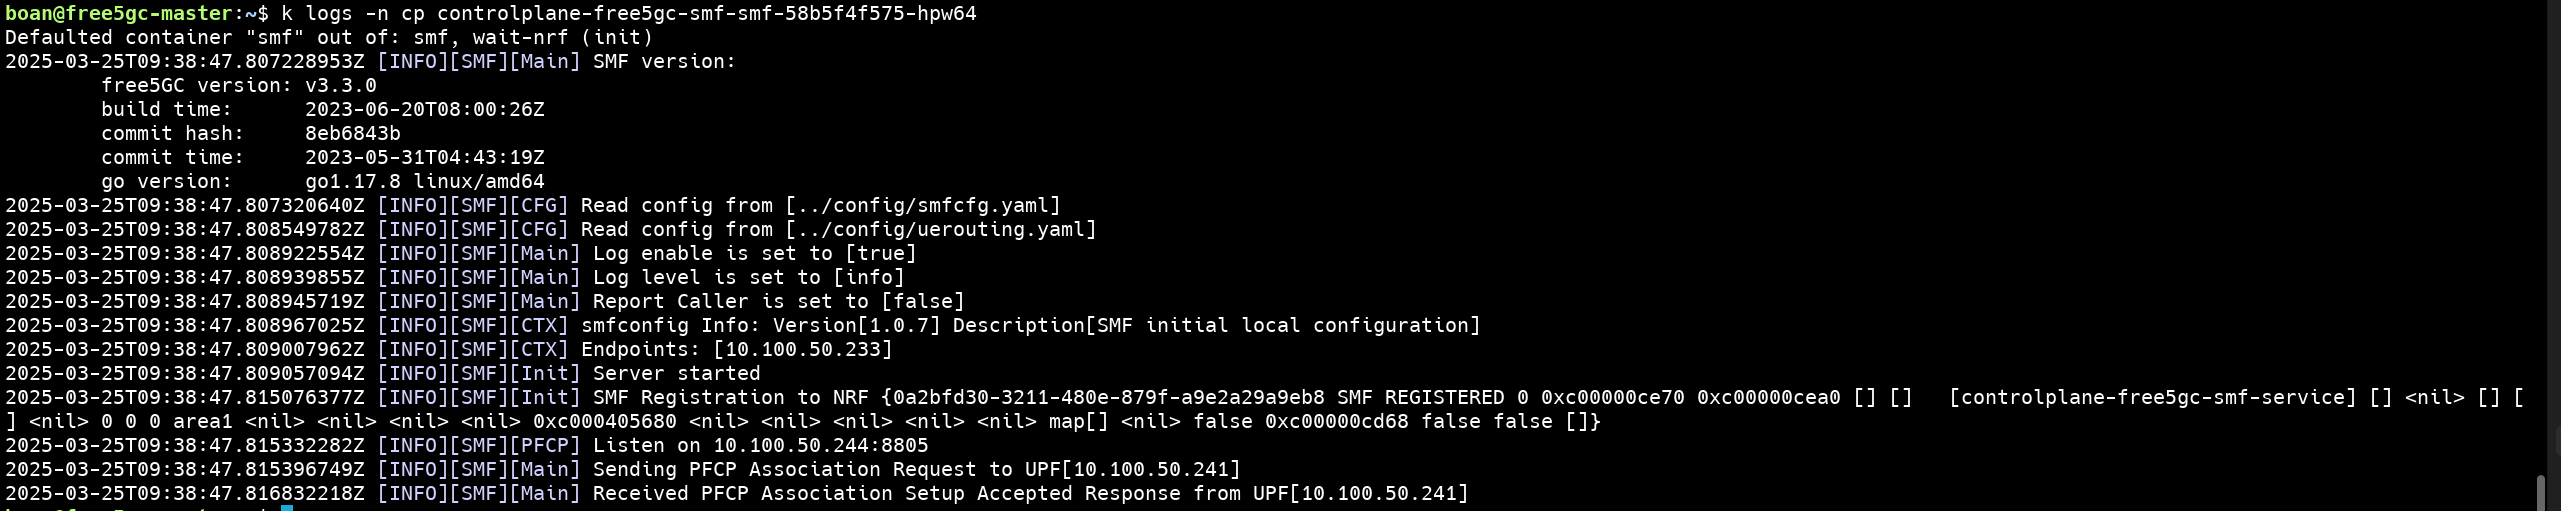 boan@free5gc-master:~$ k logs -n cp controlplane-free5gc-smf-smf-58b5f4f575-hpw64
Defaulted container "smf" out of: smf, wait-nrf (init)
2025-03-25T09:38:47.807228953Z [INFO][SMF][Main] SMF version:
        free5GC version: v3.3.0
        build time:      2023-06-20T08:00:26Z
        commit hash:     8eb6843b
        commit time:     2023-05-31T04:43:19Z
        go version:      go1.17.8 linux/amd64
2025-03-25T09:38:47.807320640Z [INFO][SMF][CFG] Read config from [../config/smfcfg.yaml]
2025-03-25T09:38:47.808549782Z [INFO][SMF][CFG] Read config from [../config/uerouting.yaml]
2025-03-25T09:38:47.808922554Z [INFO][SMF][Main] Log enable is set to [true]
2025-03-25T09:38:47.808939855Z [INFO][SMF][Main] Log level is set to [info]
2025-03-25T09:38:47.808945719Z [INFO][SMF][Main] Report Caller is set to [false]
2025-03-25T09:38:47.808967025Z [INFO][SMF][CTX] smfconfig Info: Version[1.0.7] Description[SMF initial local configuration]
2025-03-25T09:38:47.809007962Z [INFO][SMF][CTX] Endpoints: [10.100.50.233]
2025-03-25T09:38:47.809057094Z [INFO][SMF][Init] Server started
2025-03-25T09:38:47.815076377Z [INFO][SMF][Init] SMF Registration to NRF {0a2bfd30-3211-480e-879f-a9e2a29a9eb8 SMF REGISTERED 0 0xc00000ce70 0xc00000cea0 [] []   [controlplane-free5gc-smf-service] [] <nil> [] [
] <nil> 0 0 0 area1 <nil> <nil> <nil> <nil> 0xc000405680 <nil> <nil> <nil> <nil> <nil> map[] <nil> false 0xc00000cd68 false false []}
2025-03-25T09:38:47.815332282Z [INFO][SMF][PFCP] Listen on 10.100.50.244:8805
2025-03-25T09:38:47.815396749Z [INFO][SMF][Main] Sending PFCP Association Request to UPF[10.100.50.241]
2025-03-25T09:38:47.816832218Z [INFO][SMF][Main] Received PFCP Association Setup Accepted Response from UPF[10.100.50.241]